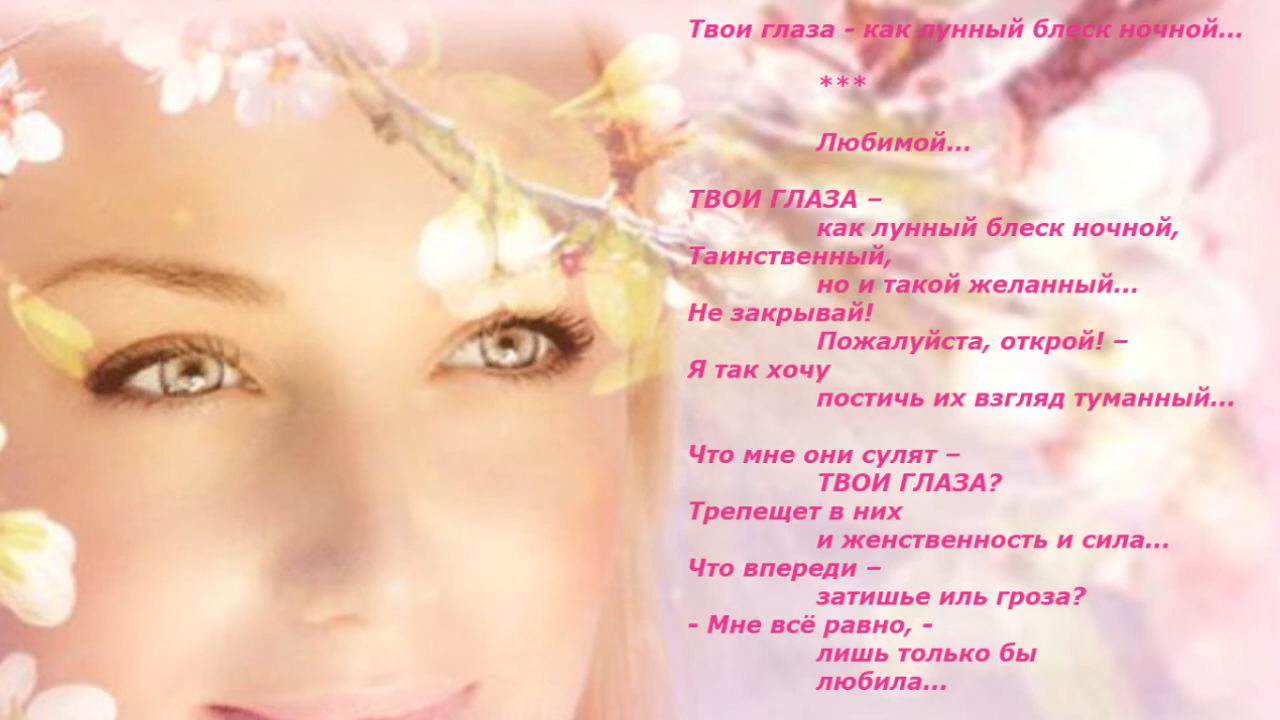 Твои глаза - как лунный блеск ночной...
***
Любимой...
ТВОИ ГЛАЗА –
как лунный блеск ночной,
Таинственный,
но и такой желанный...
Не закрывай!
Пожалуйста, открой! –
Я так хочу
постичь их взгляд туманный...
Что мне они сулят –
ТВОИ ГЛАЗА?
Трепещет в них
и женственность и сила...
Что впереди –
затишье иль гроза?
- Мне всё равно, -
лишь только бы
любила...